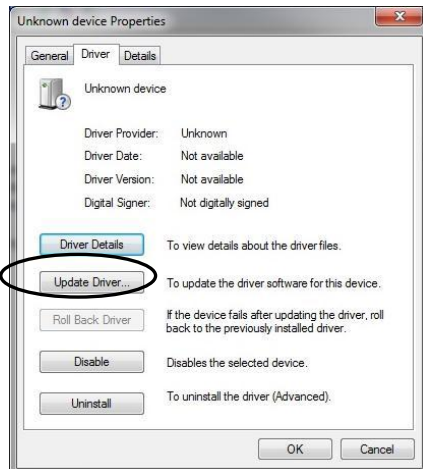 Unknown device Properties
General Driver Details
Unknown device
Driver Provider: Unknown
Driver Date: Not available
Driver Version: Not available
Digital Signer: Not digitally signed
Driver Details To view details about the driver files.
Update Driver... To update the driver software for this device.
Roll Back Driver If the device fails after updating the driver, roll
back to the previously installed driver.
Disable Disables the selected device.
Uninstall To uninstall the driver (Advanced).
OK Cancel